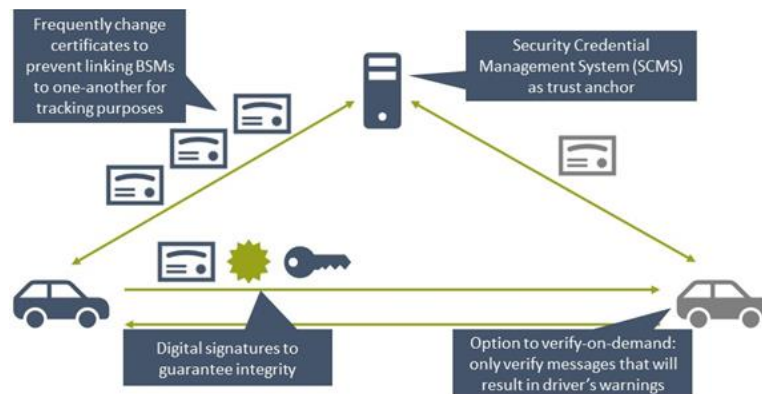 Frequently change
certificates to
prevent linking BSMs
to one-another for
tracking purposes
Security Credential
Management System (SCMS)
as trust anchor
Digital signatures to
guarantee integrity
Option to verify-on-demand:
only verify messages that will
result in driver's warnings